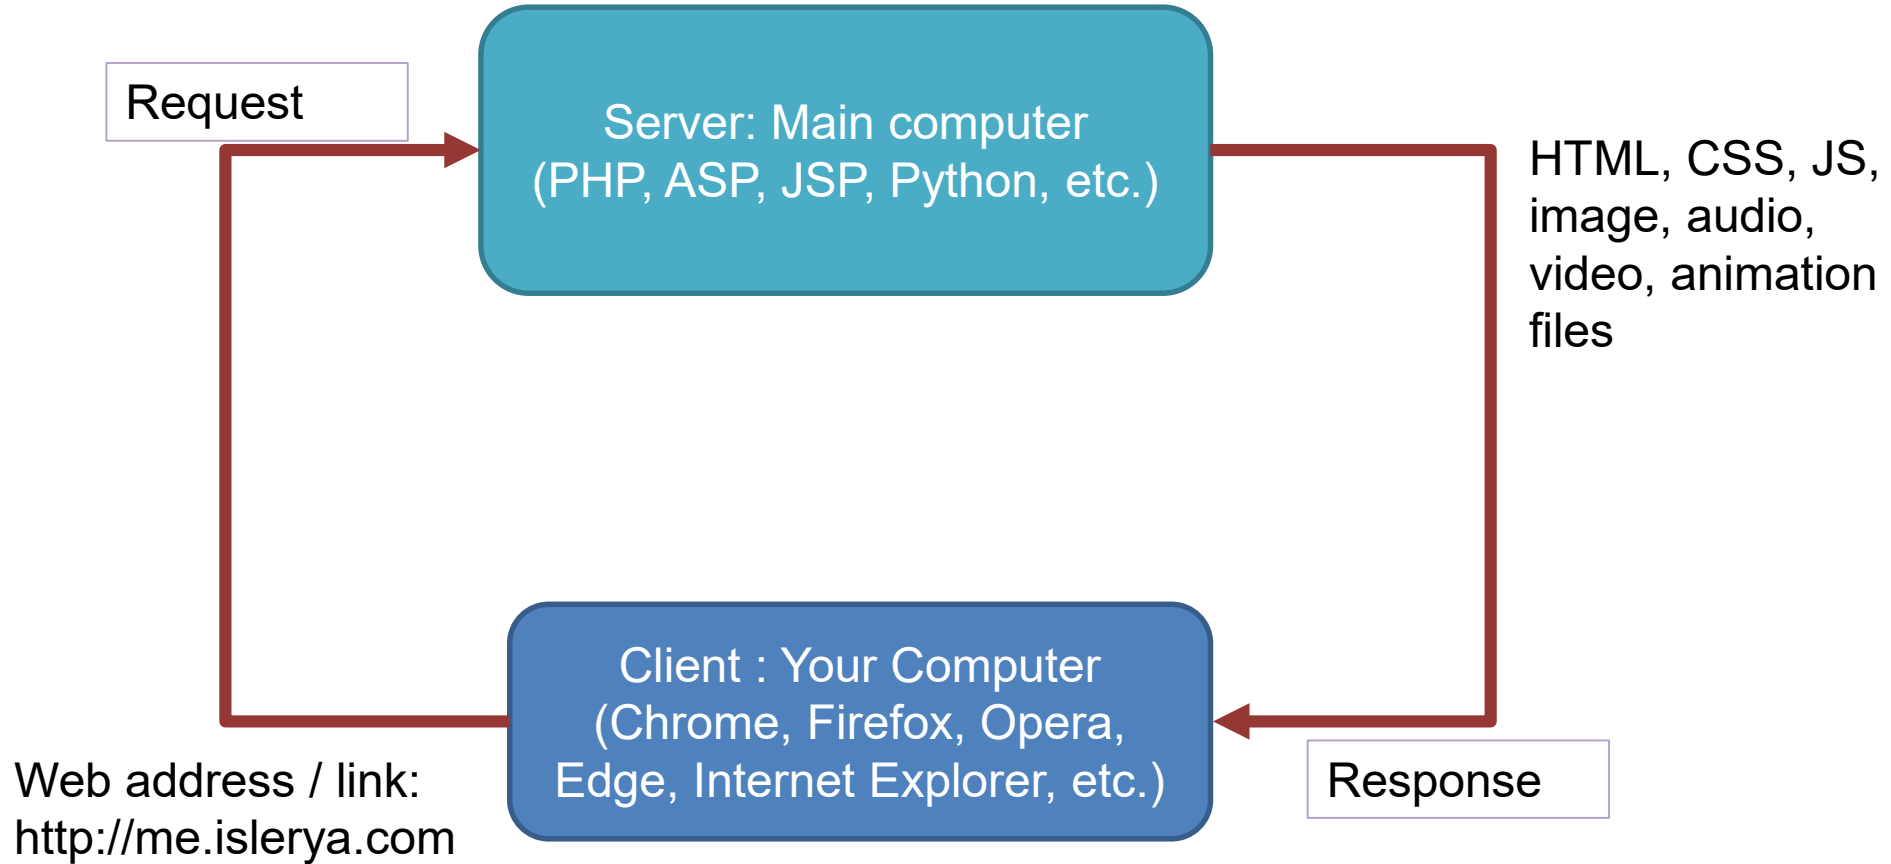 Request
Server: Main computer
(PHP, ASP, JSP, Python, etc.)
HTML, CSS, JS,
image, audio,
video, animation
files
Client : Your Computer
(Chrome, Firefox, Opera,
Edge, Internet Explorer, etc.)
Web address / link:
http://me.islerya.com
Response